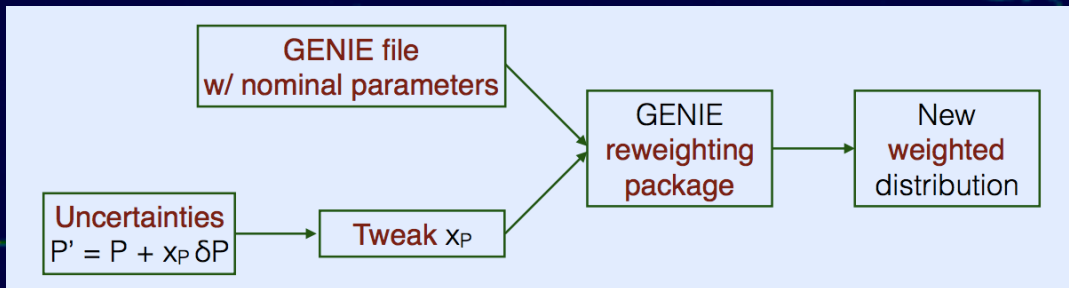 GENIE file
w/ nominal parameters
GENIE
reweighting
package
New
weighted
distribution
Uncertainties
P' = P + xₚ δP
Tweak xₚ